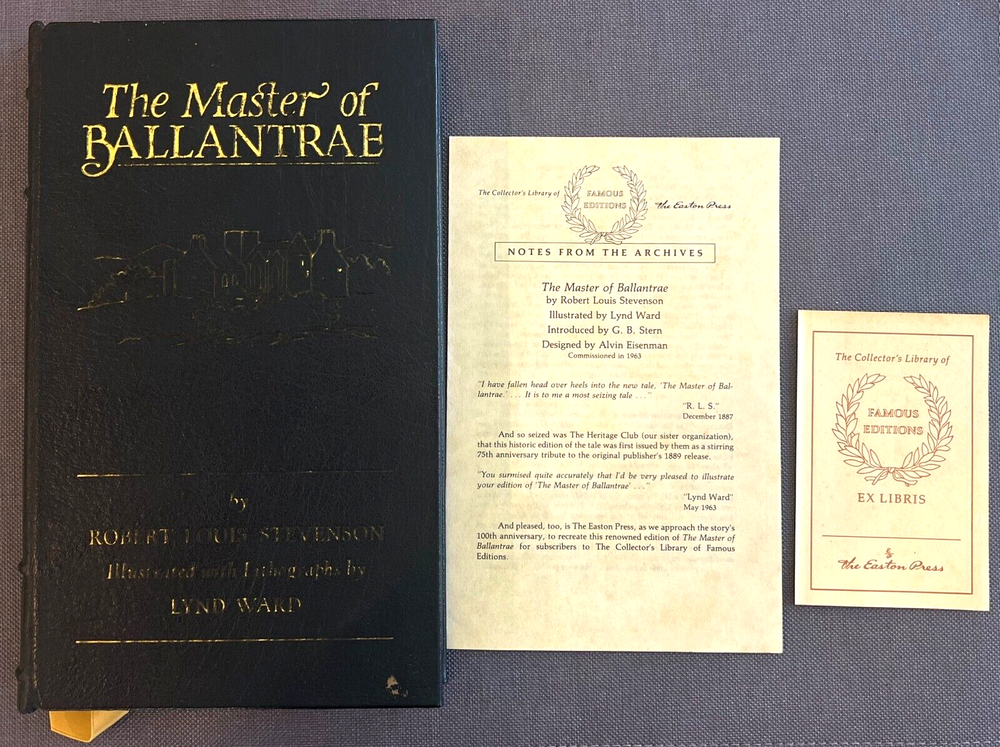 The Master of
BALLANTRAE
by
ROBERT LOUIS STEVENSON
Illustrated with Lithographs by
LYND WARD
The Collector's Library of
FAMOUS
EDITIONS
The Easton Press
NOTES FROM THE ARCHIVES
The Master of Ballantrae
by Robert Louis Stevenson
Illustrated by Lynd Ward
Introduced by G. B. Stern
Designed by Alvin Eisenman
Commissioned in 1963
"I have fallen head over heels into the new tale, 'The Master of Bal-
lantrae.' . . . It is to me a most seizing tale . . ."
"R. L. S."
December 1887
And so seized was The Heritage Club (our sister organization),
that this historic edition of the tale was first issued by them as a stirring
75th anniversary tribute to the original publisher's 1889 release.
"You surmised quite accurately that I'd be very pleased to illustrate
your edition of 'The Master of Ballantrae' . . ."
"Lynd Ward"
May 1963
And pleased, too, is The Easton Press, as we approach the story's
100th anniversary, to recreate this renowned edition of The Master of
Ballantrae for subscribers to The Collector's Library of Famous
Editions.
The Collector's Library of
FAMOUS
EDITIONS
EX LIBRIS
The Easton Press